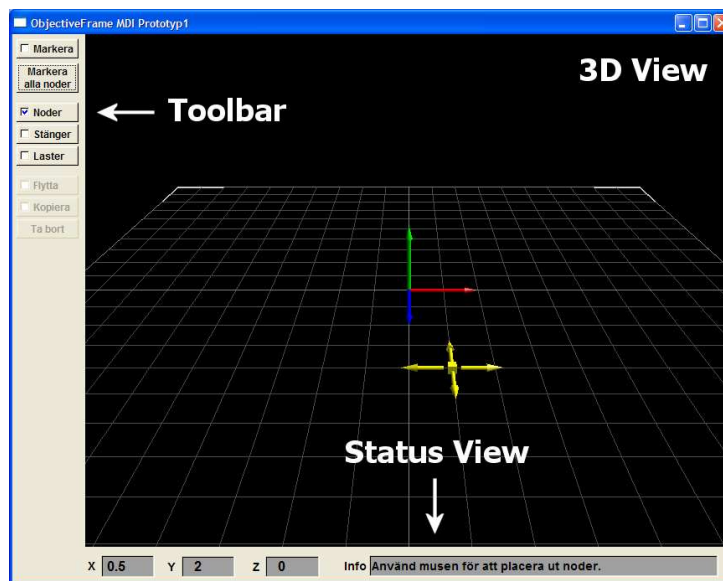 ObjectiveFrame MDI Prototyp1
Markera
Markera
alla noder
Noder
Stänger
Laster
Flytta
Kopiera
Ta bort
3D View
Toolbar
Status View
X 0.5 Y 2 Z 0 Info Använd musen för att placera ut noder.